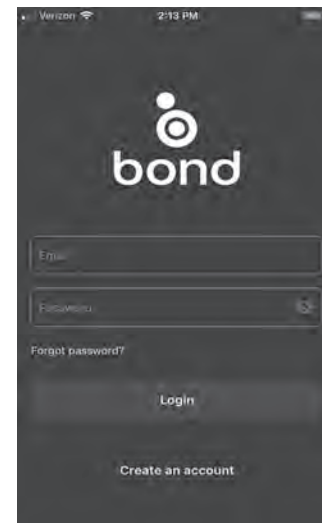 Verizon 2:13 PM
bond
Email
Password
Forgot password?
Login
Create an account